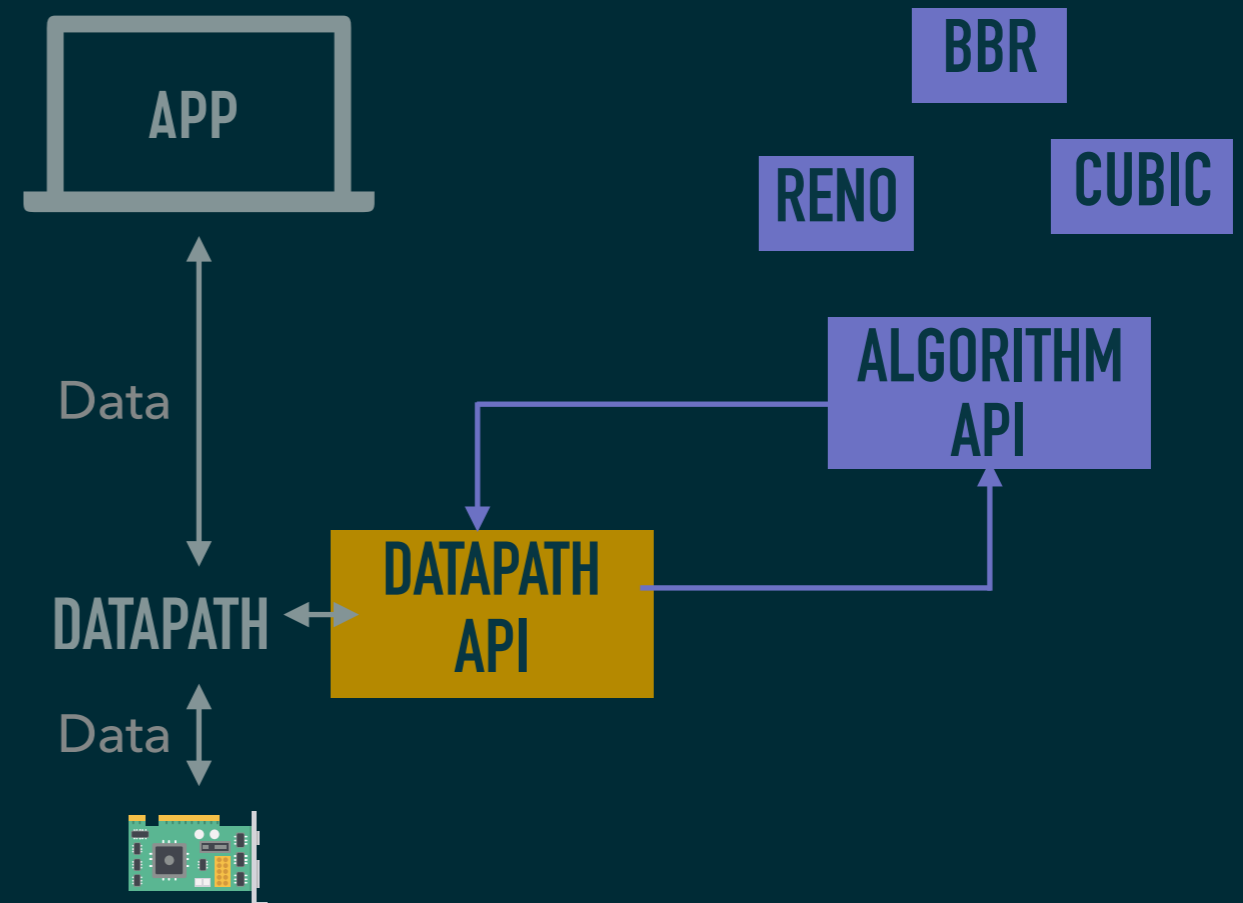 APP
BBR
RENO
CUBIC
ALGORITHM
API
Data
DATAPATH
API
DATAPATH
Data